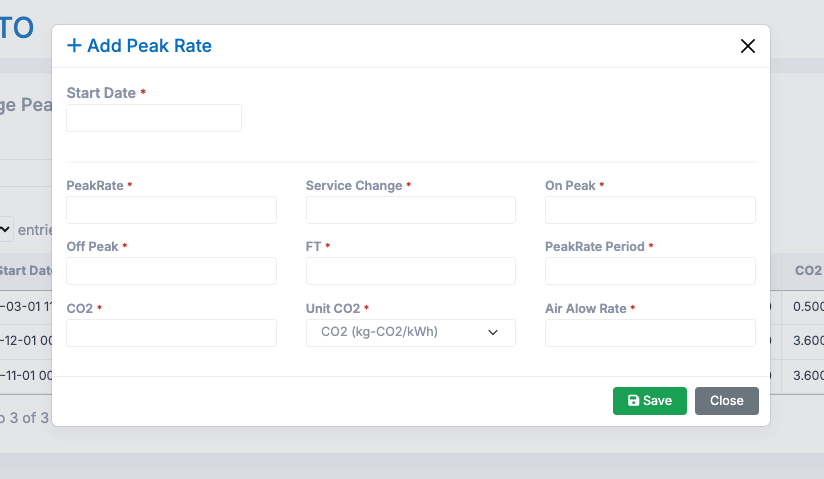 TO
+ Add Peak Rate
ge Pea
Start Date *
PeakRate *
Service Change *
On Peak *
entrie
Off Peak *
FT *
PeakRate Period *
Start Dat
CO2
CO2 *
Unit CO2 *
Air Alow Rate *
-03-01 11
0.500
CO2 (kg-CO2/kWh)
-12-01 00
3.600
-11-01 00
3.600
Save
Close
o 3 of 3